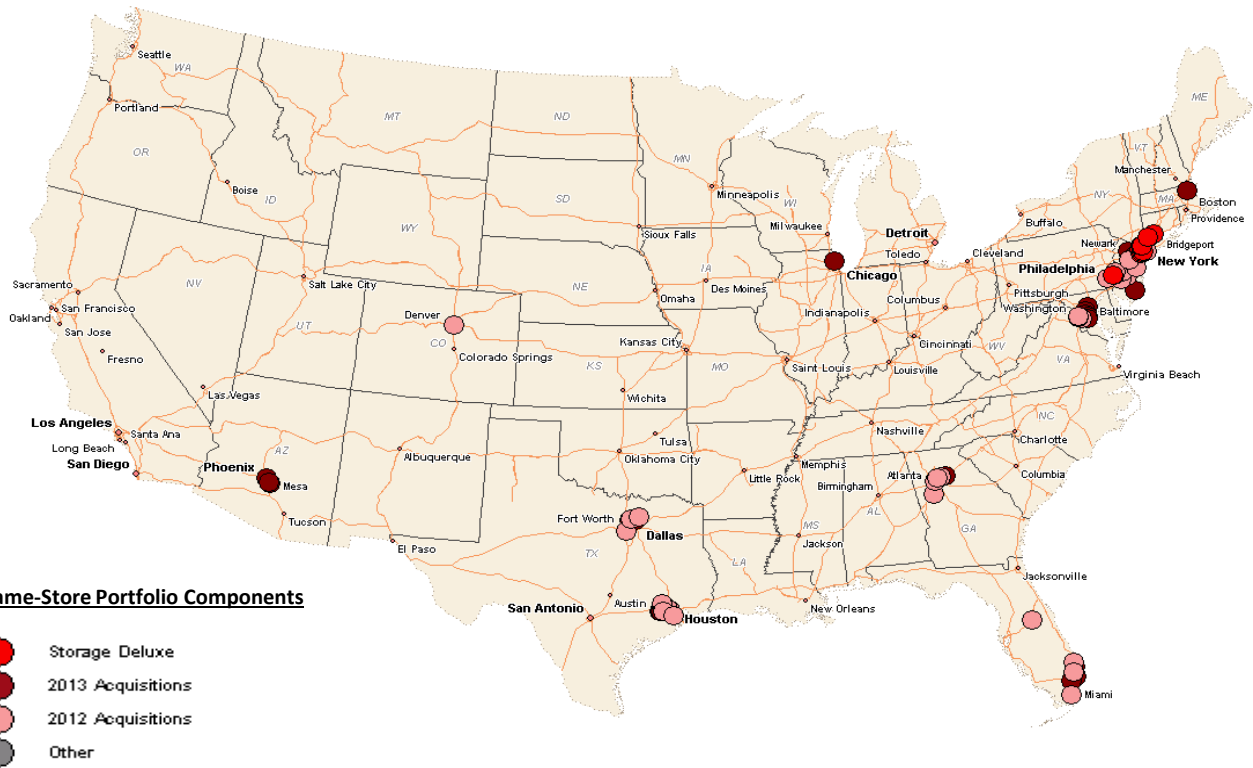 Seattle
WA
Portland
OR
Boise
ID
MT
ND
MN
Minneapolis
WI
Milwaukee
SD
WY
Sioux Falls
IA
Des Moines
Omaha
NE
NV
Salt Lake City
UT
Sacramento
San Francisco
Oakland
San Jose
Fresno
Las Vegas
Denver
CO
Colorado Springs
KS
Kansas City
MO
Saint Louis
Wichita
Chicago
Detroit
Toledo
Cleveland
Columbus
Indianapolis
Cincinnati
Louisville
WV
VA
Buffalo
NY
VT
ME
Manchester
MA
Boston
Providence
Newark
Bridgeport
New York
Philadelphia
Pittsburgh
Washington
Baltimore
Virginia Beach
Los Angeles
Santa Ana
Long Beach
San Diego
Phoenix
AZ
Mesa
Tucson
Albuquerque
El Paso
Tulsa
Oklahoma City
Little Rock
Memphis
Nashville
NC
Charlotte
Columbia
Birmingham
Atlanta
AL
GA
MS
Jackson
LA
New Orleans
Fort Worth
Dallas
TX
Austin
San Antonio
Houston
Jacksonville
Miami
ame-Store Portfolio Components
Storage Deluxe
2013 Acquisitions
2012 Acquisitions
Other